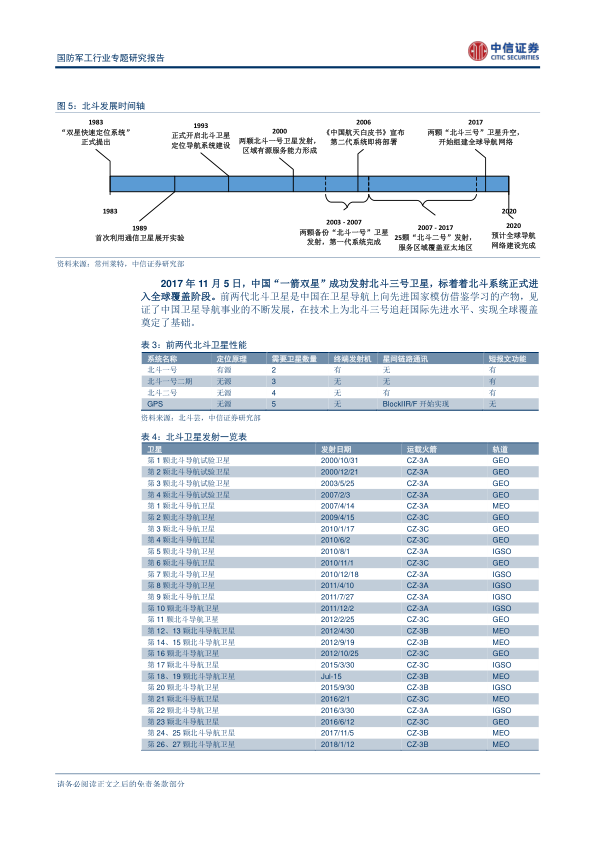 国防军工行业专题研究报告
中信证券
CITIC SECURITIES
图 5：北斗发展时间轴
1983
“双星快速定位系统”
正式提出
1993
正式开启北斗卫星
定位导航系统建设
2000
两颗北斗一号卫星发射，
区域有源服务能力形成
2006
《中国航天白皮书》宣布
第二代系统即将部署
2017
两颗“北斗三号”卫星升空，
开始组建全球导航网络
1983
2020
1989
首次利用通信卫星展开实验
2003 - 2007
两颗备份“北斗一号”卫星
发射，第一代系统完成
2007 - 2017
25颗“北斗二号”发射，
服务区域覆盖亚太地区
2020
预计全球导航
网络建设完成
资料来源：常州莱特，中信证券研究部
2017 年 11 月 5 日，中国“一箭双星”成功发射北斗三号卫星，标着着北斗系统正式进
入全球覆盖阶段。前两代北斗卫星是中国在卫星导航上向先进国家模仿借鉴学习的产物，见
证了中国卫星导航事业的不断发展，在技术上为北斗三号追赶国际先进水平、实现全球覆盖
奠定了基础。
表 3：前两代北斗卫星性能
系统名称 定位原理 需要卫星数量 终端发射机 星间链路通讯 短报文功能
北斗一号 有源 2 有 无 有
北斗一号二期 无源 3 无 无 有
北斗二号 无源 4 无 有 有
GPS 无源 5 无 BlockIIR/F 开始实现 无
资料来源：北斗云，中信证券研究部
表 4：北斗卫星发射一览表
卫星 发射日期 运载火箭 轨道
第 1 颗北斗导航试验卫星 2000/10/31 CZ-3A GEO
第 2 颗北斗导航试验卫星 2000/12/21 CZ-3A GEO
第 3 颗北斗导航试验卫星 2003/5/25 CZ-3A GEO
第 4 颗北斗导航试验卫星 2007/2/3 CZ-3A GEO
第 1 颗北斗导航卫星 2007/4/14 CZ-3A MEO
第 2 颗北斗导航卫星 2009/4/15 CZ-3C GEO
第 3 颗北斗导航卫星 2010/1/17 CZ-3C GEO
第 4 颗北斗导航卫星 2010/6/2 CZ-3C GEO
第 5 颗北斗导航卫星 2010/8/1 CZ-3A IGSO
第 6 颗北斗导航卫星 2010/11/1 CZ-3C GEO
第 7 颗北斗导航卫星 2010/12/18 CZ-3A IGSO
第 8 颗北斗导航卫星 2011/4/10 CZ-3A IGSO
第 9 颗北斗导航卫星 2011/7/27 CZ-3A IGSO
第 10 颗北斗导航卫星 2011/12/2 CZ-3A IGSO
第 11 颗北斗导航卫星 2012/2/25 CZ-3C GEO
第 12、13 颗北斗导航卫星 2012/4/30 CZ-3B MEO
第 14、15 颗北斗导航卫星 2012/9/19 CZ-3B MEO
第 16 颗北斗导航卫星 2012/10/25 CZ-3C GEO
第 17 颗北斗导航卫星 2015/3/30 CZ-3C IGSO
第 18、19 颗北斗导航卫星 Jul-15 CZ-3B MEO
第 20 颗北斗导航卫星 2015/9/30 CZ-3B IGSO
第 21 颗北斗导航卫星 2016/2/1 CZ-3C MEO
第 22 颗北斗导航卫星 2016/3/30 CZ-3A IGSO
第 23 颗北斗导航卫星 2016/6/12 CZ-3C GEO
第 24、25 颗北斗导航卫星 2017/11/5 CZ-3B MEO
第 26、27 颗北斗导航卫星 2018/1/12 CZ-3B MEO
请务必阅读正文之后的免责条款部分